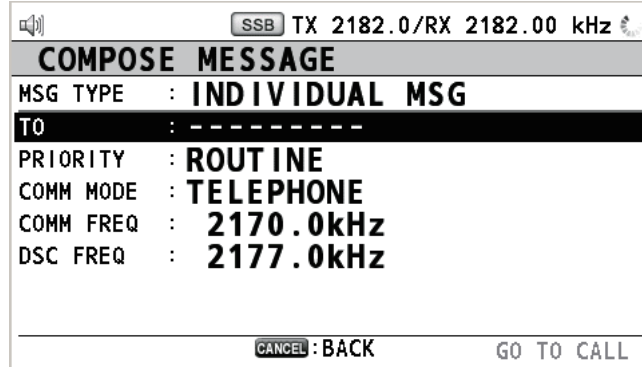 SSB TX 2182.0/RX 2182.00 kHz
COMPOSE MESSAGE
MSG TYPE : INDIVIDUAL MSG
TO : ---------
PRIORITY : ROUTINE
COMM MODE : TELEPHONE
COMM FREQ : 2170.0kHz
DSC FREQ : 2177.0kHz
CANCEL : BACK GO TO CALL